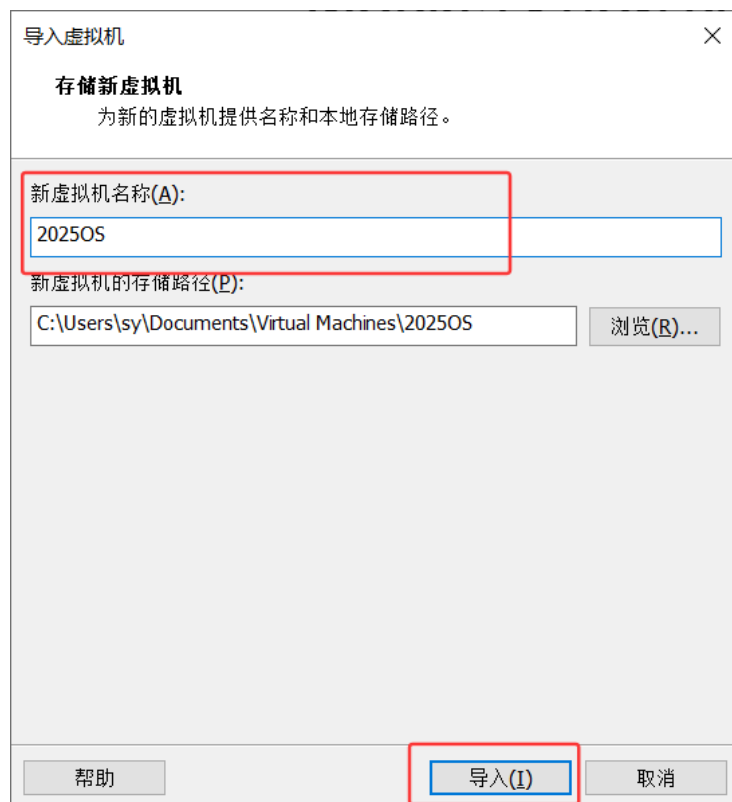 导入虚拟机
存储新虚拟机
为新的虚拟机提供名称和本地存储路径。
新虚拟机名称(A):
2025OS
新虚拟机的存储路径(P):
C:\Users\sy\Documents\Virtual Machines\2025OS
浏览(R)...
帮助
导入(I)
取消